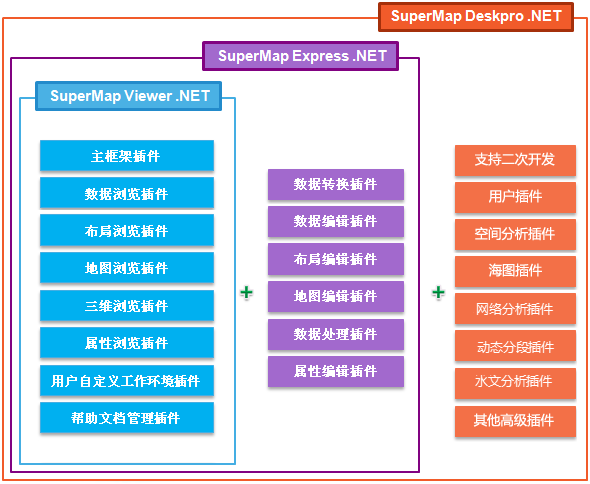 SuperMap Deskpro .NET
SuperMap Express .NET
SuperMap Viewer .NET
主框架插件
数据浏览插件
布局浏览插件
地图浏览插件
三维浏览插件
属性浏览插件
用户自定义工作环境插件
帮助文档管理插件
+
数据转换插件
数据编辑插件
布局编辑插件
地图编辑插件
数据处理插件
属性编辑插件
+
支持二次开发
用户插件
空间分析插件
海图插件
网络分析插件
动态分段插件
水文分析插件
其他高级插件